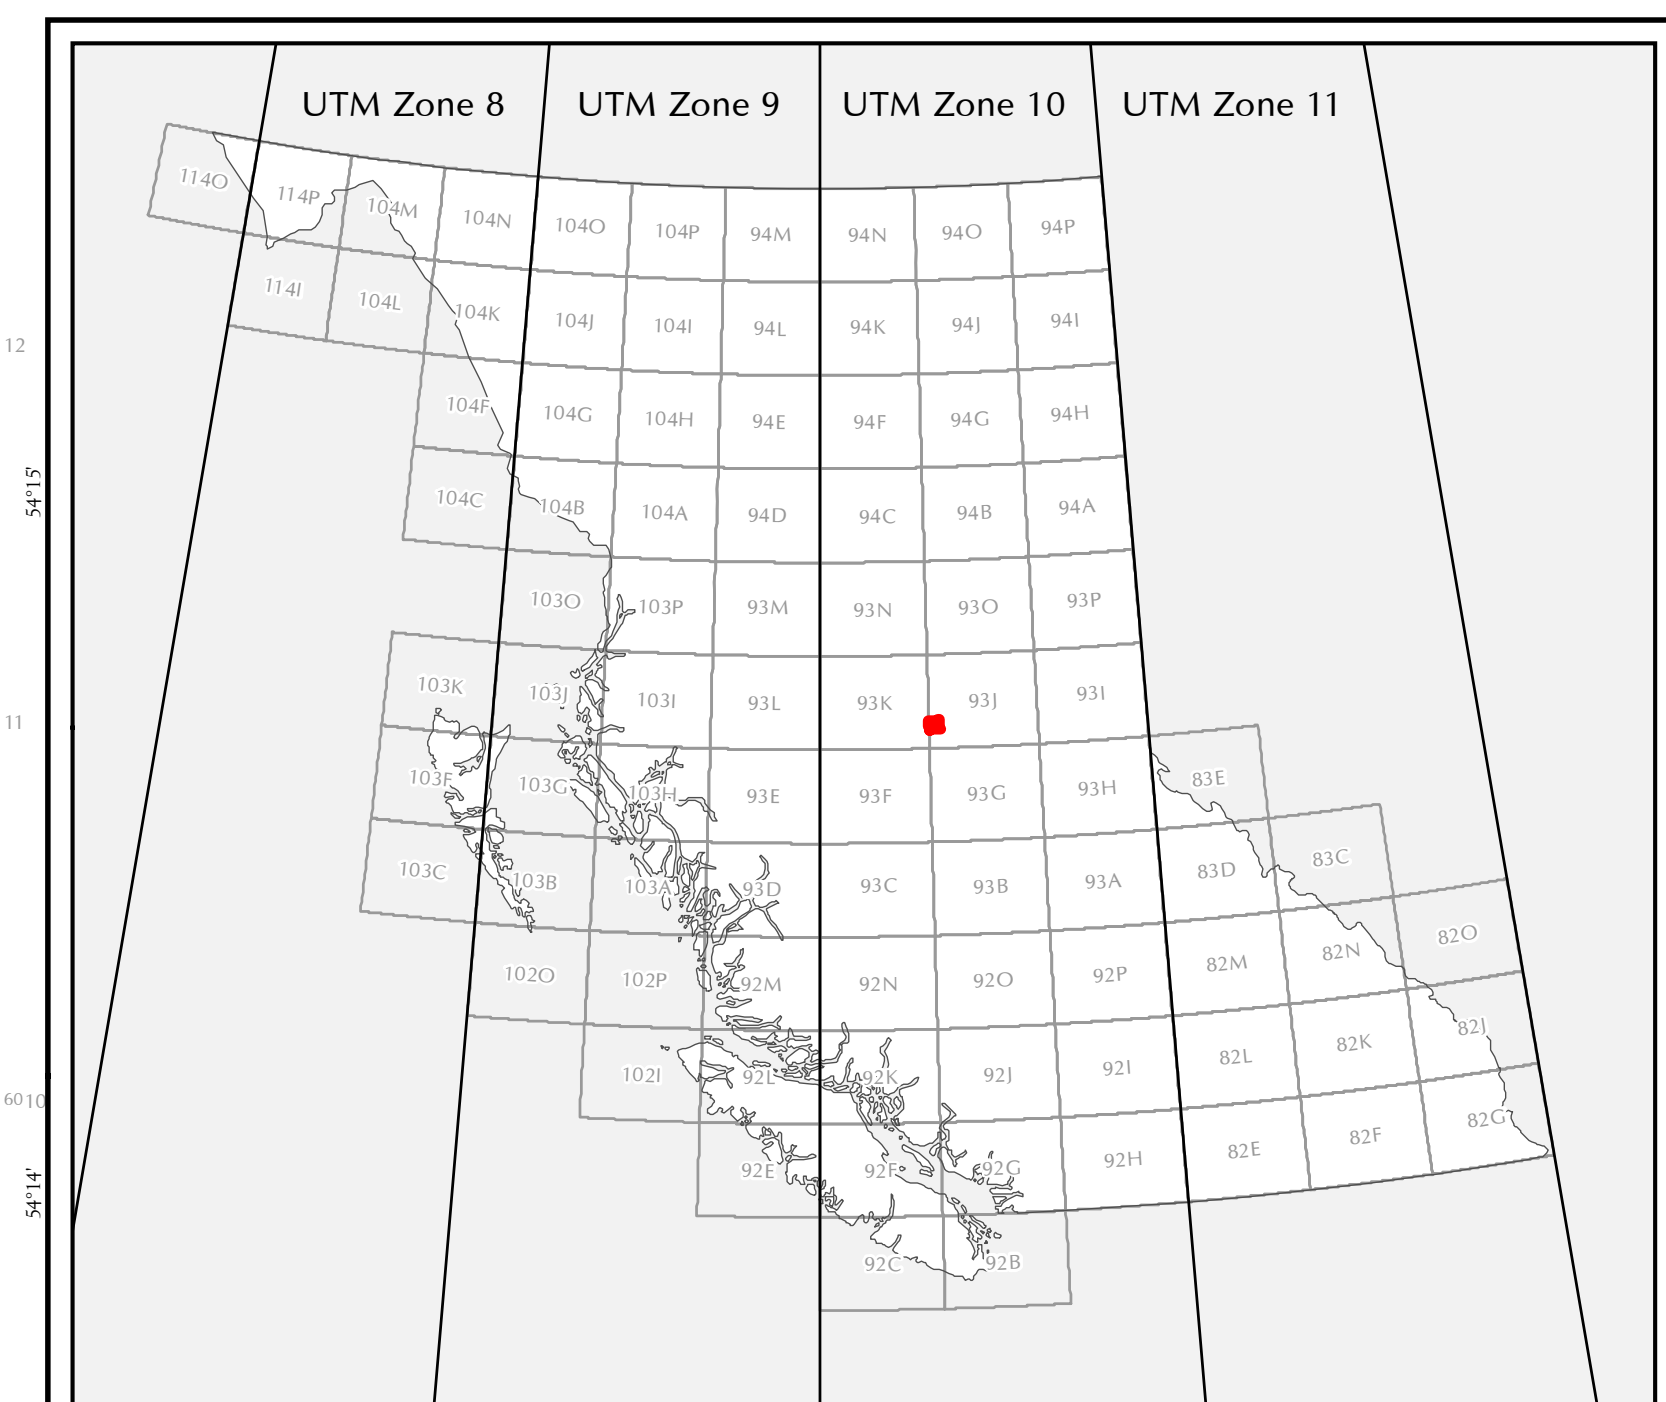 UTM Zone 8 UTM Zone 9 UTM Zone 10 UTM Zone 11
114O 114P 104M 104N 104O 104P 94M 94N 94O 94P
114I 104L 104K 104J 104I 94L 94K 94J 94I
12
104F 104G 104H 94E 94F 94G 94H
54°15'
104C 104B 104A 94D 94C 94B 94A
103O 103P 93M 93N 93O 93P
103K 103J 103I 93L 93K 93J 93I
11
103F 103G 103H 93E 93F 93G 93H 83E
103C 103B 103A 93D 93C 93B 93A 83D 83C
102O 102P 92M 92N 92O 92P 82M 82N 82O
102I 92L 92K 92J 92I 82L 82K 82J
60 10
54°14'
92E 92F 92G 92H 82E 82F 82G
92C 92B